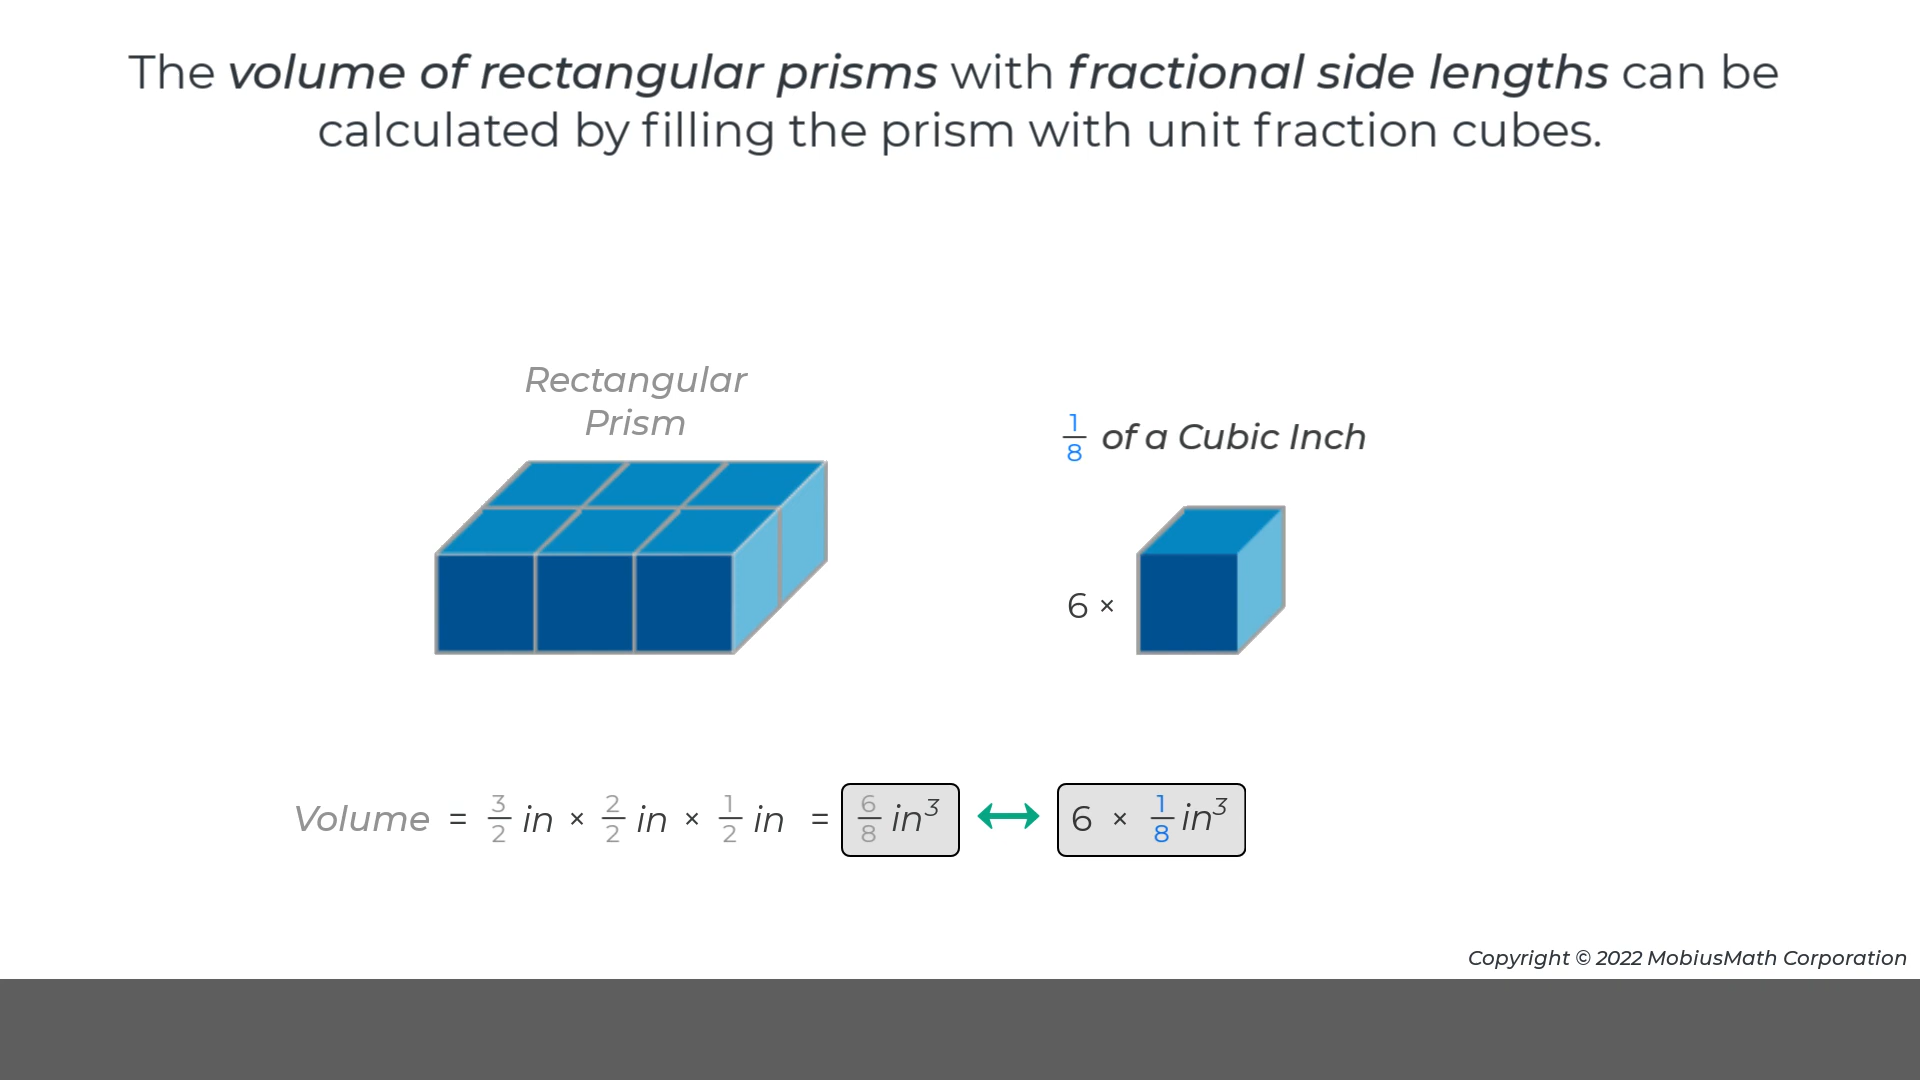 The volume of rectangular prisms with fractional side lengths can be
calculated by filling the prism with unit fraction cubes.
Rectangular
Prism
1/8 of a Cubic Inch
6 ×
Volume = 3/2 in × 2/2 in × 1/2 in = 6/8 in³ ↔ 6 × 1/8 in³
Copyright © 2022 MobiusMath Corporation